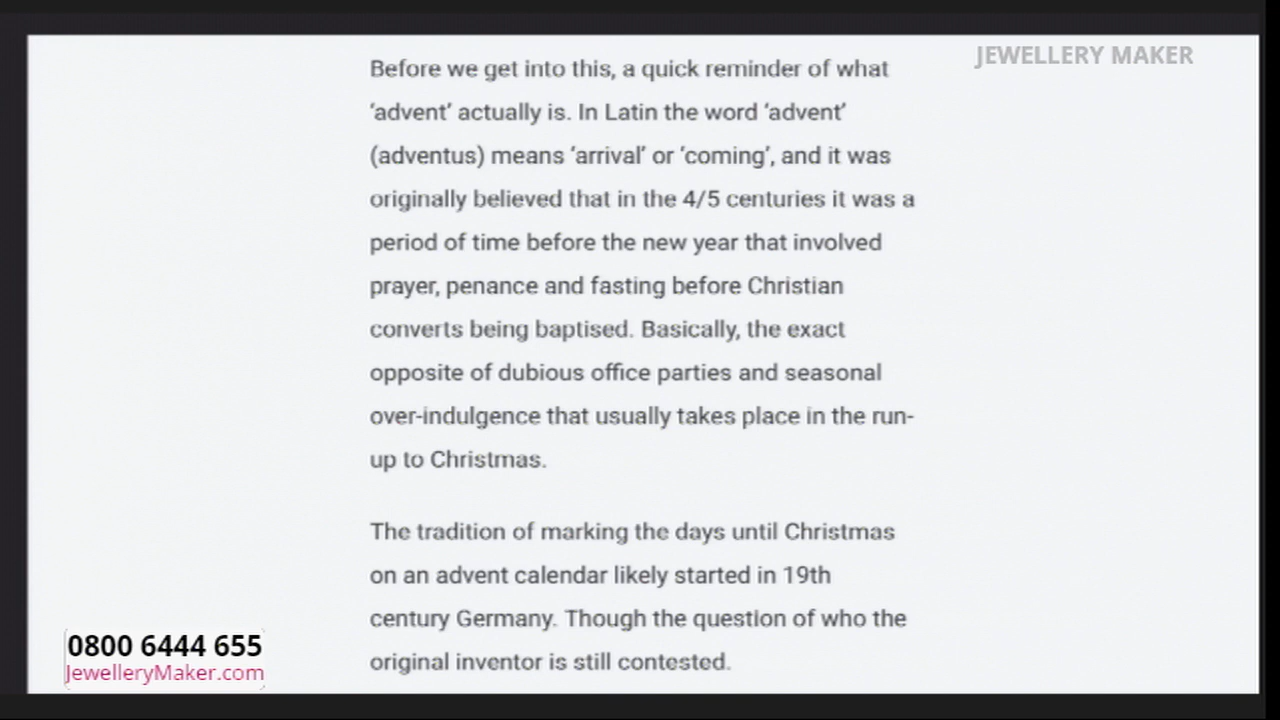 JEWELLERY MAKER
Before we get into this, a quick reminder of what
‘advent’ actually is. In Latin the word ‘advent’
(adventus) means ‘arrival’ or ‘coming’, and it was
originally believed that in the 4/5 centuries it was a
period of time before the new year that involved
prayer, penance and fasting before Christian
converts being baptised. Basically, the exact
opposite of dubious office parties and seasonal
over-indulgence that usually takes place in the run-
up to Christmas.
The tradition of marking the days until Christmas
on an advent calendar likely started in 19th
century Germany. Though the question of who the
original inventor is still contested.
0800 6444 655
JewelleryMaker.com